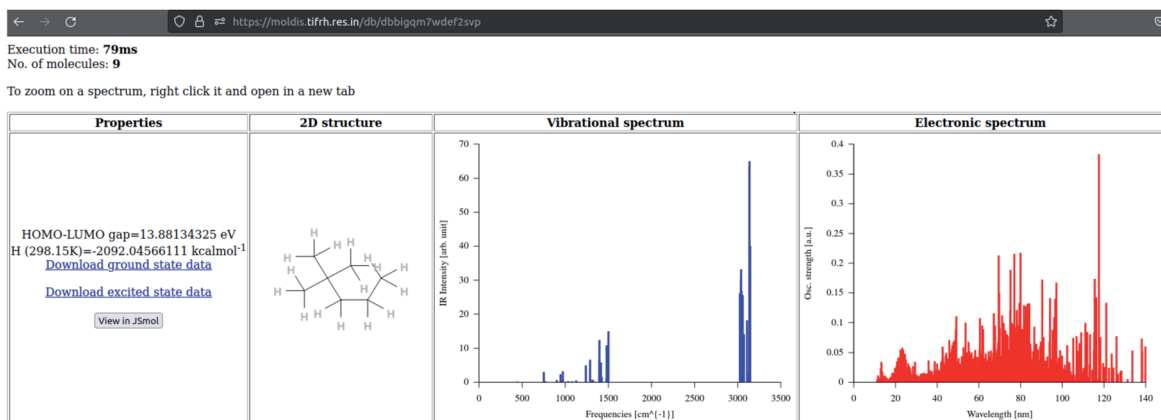 https://moldis.tifrh.res.in/db/dbbigqm7wdef2svp
Execution time: 79ms
No. of molecules: 9
To zoom on a spectrum, right click it and open in a new tab
Properties
2D structure
Vibrational spectrum
Electronic spectrum
HOMO-LUMO gap=13.88134325 eV
H (298.15K)=-2092.04566111 kcalmol-1
Download ground state data
Download excited state data
View in JSmol
H
H
H
H
H
H
H
H
H
H
H
H
H
H
IR Intensity [arb. unit]
70
60
50
40
30
20
10
0
0 500 1000 1500 2000 2500 3000 3500
Frequencies [cm^{-1}]
Osc. strength [a.u.]
0.4
0.35
0.3
0.25
0.2
0.15
0.1
0.05
0
0 20 40 60 80 100 120 140
Wavelength [nm]